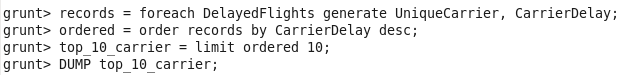 grunt> records = foreach DelayedFlights generate UniqueCarrier, CarrierDelay;
grunt> ordered = order records by CarrierDelay desc;
grunt> top_10_carrier = limit ordered 10;
grunt> DUMP top_10_carrier;